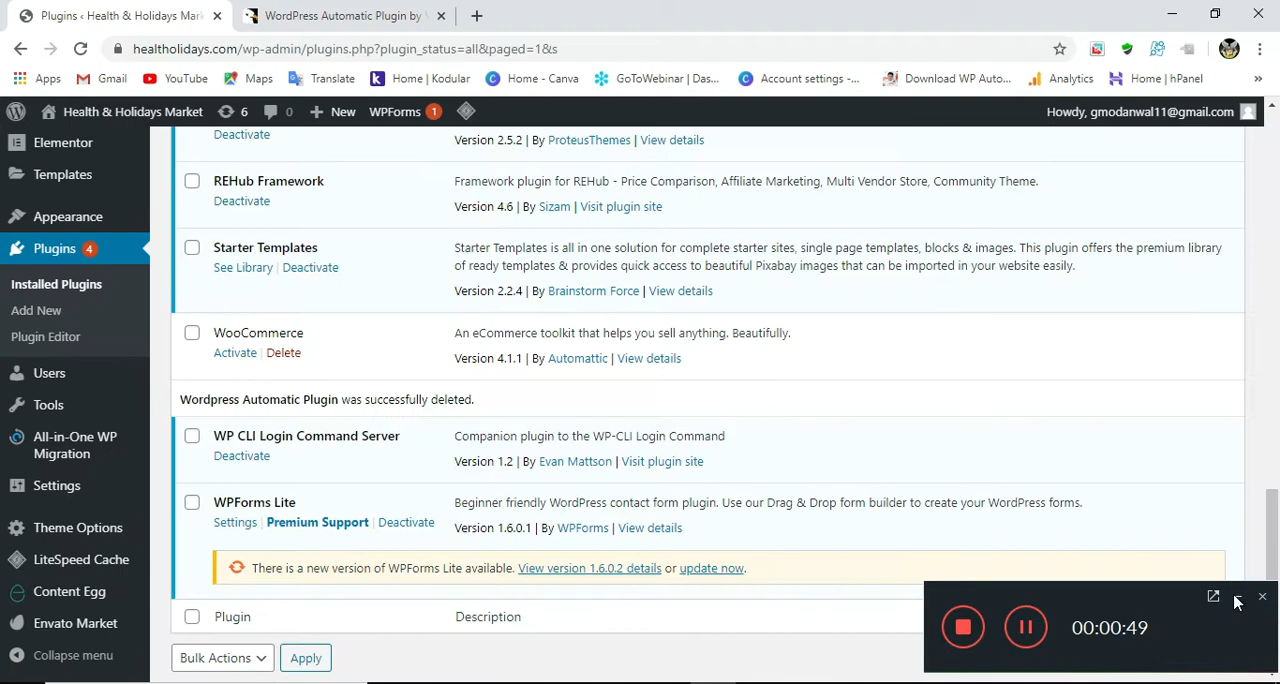 Plugins ‹ Health & Holidays Mark
WordPress Automatic Plugin by
healtholidays.com/wp-admin/plugins.php?plugin_status=all&paged=1&s
Apps
Gmail
YouTube
Maps
Translate
Home | Kodular
Home - Canva
GoToWebinar | Das...
Account settings -...
Download WP Auto...
Analytics
Home | hPanel
»
Health & Holidays Market
6
0
New
WPForms 1
Howdy, gmodanwal11@gmail.com
Elementor
Templates
Appearance
Plugins 4
Installed Plugins
Add New
Plugin Editor
Users
Tools
All-in-One WP
Migration
Settings
Theme Options
LiteSpeed Cache
Content Egg
Envato Market
Collapse menu
Deactivate
Version 2.5.2 | By ProteusThemes | View details
REHub Framework
Deactivate
Framework plugin for REHub - Price Comparison, Affiliate Marketing, Multi Vendor Store, Community Theme.
Version 4.6 | By Sizam | Visit plugin site
Starter Templates
See Library | Deactivate
Starter Templates is all in one solution for complete starter sites, single page templates, blocks & images. This plugin offers the premium library
of ready templates & provides quick access to beautiful Pixabay images that can be imported in your website easily.
Version 2.2.4 | By Brainstorm Force | View details
WooCommerce
Activate | Delete
An eCommerce toolkit that helps you sell anything. Beautifully.
Version 4.1.1 | By Automattic | View details
Wordpress Automatic Plugin was successfully deleted.
WP CLI Login Command Server
Deactivate
Companion plugin to the WP-CLI Login Command
Version 1.2 | By Evan Mattson | Visit plugin site
WPForms Lite
Settings | Premium Support | Deactivate
Beginner friendly WordPress contact form plugin. Use our Drag & Drop form builder to create your WordPress forms.
Version 1.6.0.1 | By WPForms | View details
There is a new version of WPForms Lite available. View version 1.6.0.2 details or update now.
Plugin
Description
Bulk Actions
Apply
00:00:49